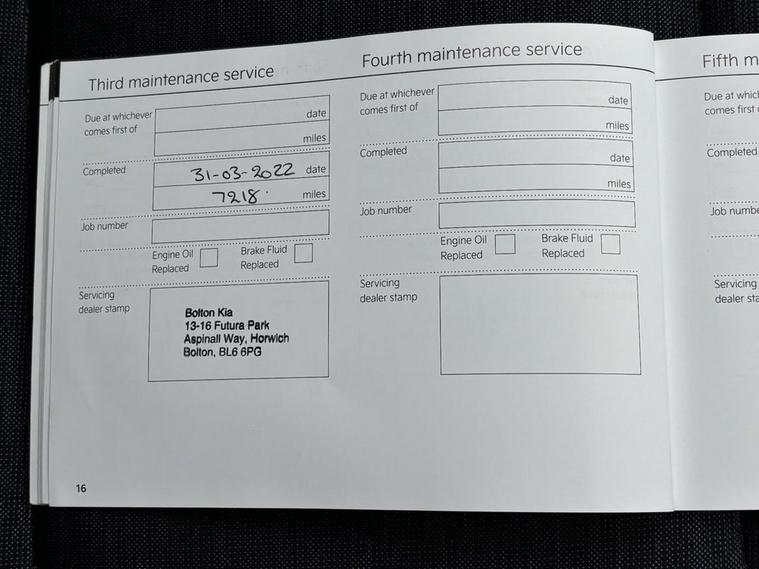 Third maintenance service
Due at whichever
comes first of
date
miles
Completed
31-03-2022 date
7218 miles
Job number
Engine Oil
Replaced
Brake Fluid
Replaced
Servicing
dealer stamp
Bolton Kia
13-16 Futura Park
Aspinall Way, Horwich
Bolton, BL6 6PG
16
Fourth maintenance service
Due at whichever
comes first of
date
miles
Completed
date
miles
Job number
Engine Oil
Replaced
Brake Fluid
Replaced
Servicing
dealer stamp
Fifth m
Due at whic
comes first
Completed
Job numbe
Servicing
dealer sta